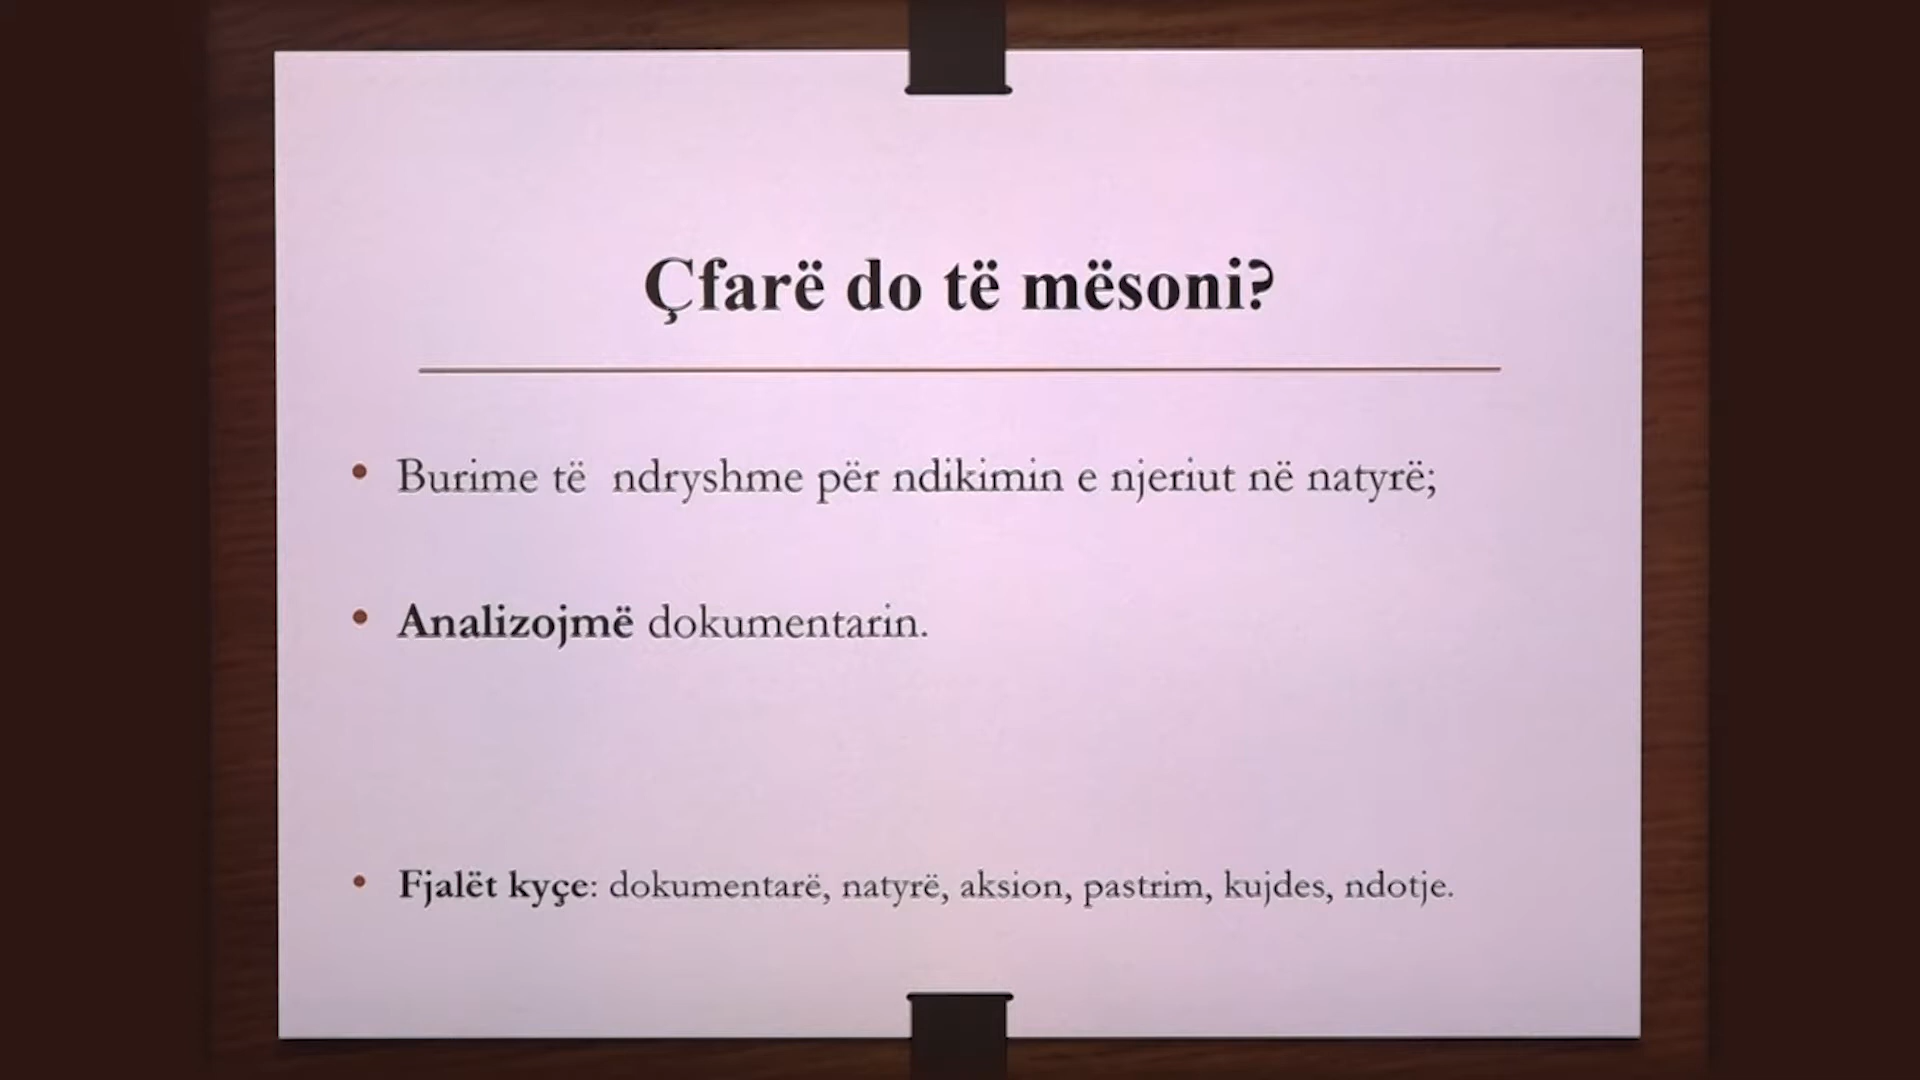 Çfarë do të mësoni?
Burime të ndryshme për ndikimin e njeriut në natyrë;
Analizojmë dokumentarin.
Fjalët kyçe: dokumentarë, natyrë, aksion, pastrim, kujdes, ndotje.